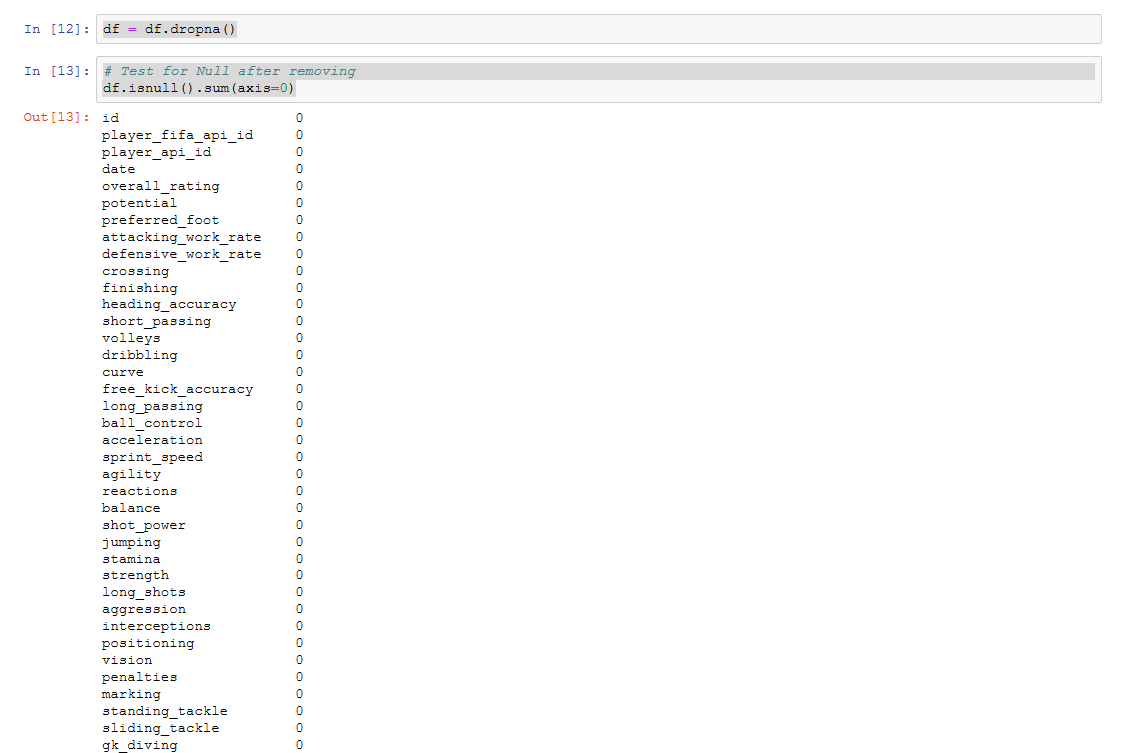 In [12]: df = df.dropna()
In [13]: # Test for Null after removing
df.isnull().sum(axis=0)
Out[13]: id 0
player_fifa_api_id 0
player_api_id 0
date 0
overall_rating 0
potential 0
preferred_foot 0
attacking_work_rate 0
defensive_work_rate 0
crossing 0
finishing 0
heading_accuracy 0
short_passing 0
volleys 0
dribbling 0
curve 0
free_kick_accuracy 0
long_passing 0
ball_control 0
acceleration 0
sprint_speed 0
agility 0
reactions 0
balance 0
shot_power 0
jumping 0
stamina 0
strength 0
long_shots 0
aggression 0
interceptions 0
positioning 0
vision 0
penalties 0
marking 0
standing_tackle 0
sliding_tackle 0
gk_diving 0